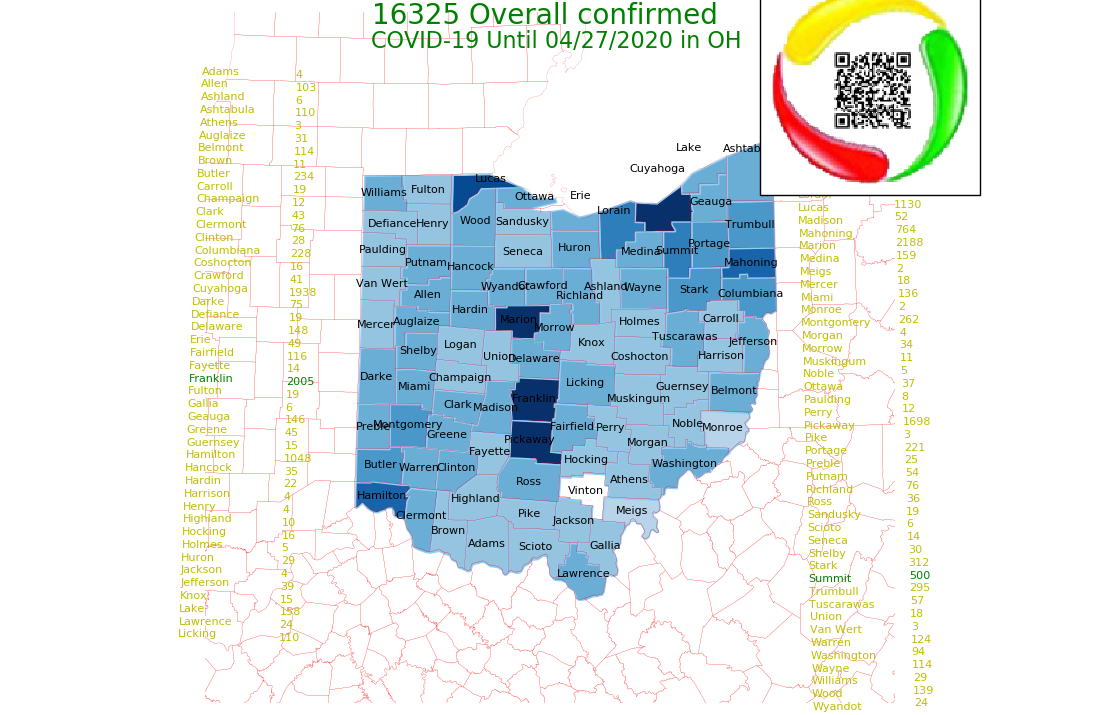 16325 Overall confirmed
COVID-19 Until 04/27/2020 in OH
Adams 4
Allen 103
Ashland 6
Ashtabula 110
Athens 3
Auglaize 31
Belmont 114
Brown 11
Butler 234
Carroll 19
Champaign 12
Clark 43
Clermont 76
Clinton 28
Columbiana 228
Coshocton 16
Crawford 41
Cuyahoga 1938
Darke 75
Defiance 19
Delaware 148
Erie 49
Fairfield 116
Fayette 14
Franklin 2005
Fulton 19
Gallia 6
Geauga 146
Greene 45
Guernsey 15
Hamilton 1048
Hancock 35
Hardin 22
Harrison 4
Henry 4
Highland 10
Hocking 16
Holmes 5
Huron 29
Jackson 4
Jefferson 39
Knox 15
Lake 158
Lawrence 24
Licking 110
Lake
Ashtab
Cuyahoga
Lucas
Williams
Fulton
Ottawa
Erie
Geauga
Lorain
Defiance
Henry
Wood
Sandusky
Trumbull
Paulding
Seneca
Huron
Medina
Summit
Portage
Putnam
Hancock
Mahoning
Van Wert
Allen
Wyandot
Crawford
Richland
Ashland
Wayne
Stark
Columbiana
Mercer
Auglaize
Hardin
Marion
Morrow
Holmes
Carroll
Shelby
Logan
Union
Delaware
Knox
Coshocton
Tuscarawas
Harrison
Jefferson
Darke
Miami
Champaign
Licking
Muskingum
Guernsey
Belmont
Clark
Madison
Franklin
Preble
Montgomery
Greene
Fayette
Pickaway
Fairfield
Perry
Morgan
Noble
Monroe
Butler
Warren
Clinton
Ross
Hocking
Athens
Washington
Hamilton
Clermont
Highland
Vinton
Meigs
Brown
Adams
Pike
Jackson
Scioto
Gallia
Lawrence
1130
Lucas 52
Madison 764
Mahoning 2188
Marion 159
Medina 2
Meigs 18
Mercer 136
Miami 2
Monroe 262
Montgomery 4
Morgan 34
Morrow 11
Muskingum 5
Noble 37
Ottawa 8
Paulding 12
Perry 1698
Pickaway 3
Pike 221
Portage 25
Preble 54
Putnam 76
Richland 36
Ross 19
Sandusky 6
Scioto 14
Seneca 30
Shelby 312
Stark 500
Summit 295
Trumbull 57
Tuscarawas 18
Union 3
Van Wert 124
Warren 94
Washington 114
Wayne 29
Williams 139
Wood 24
Wyandot